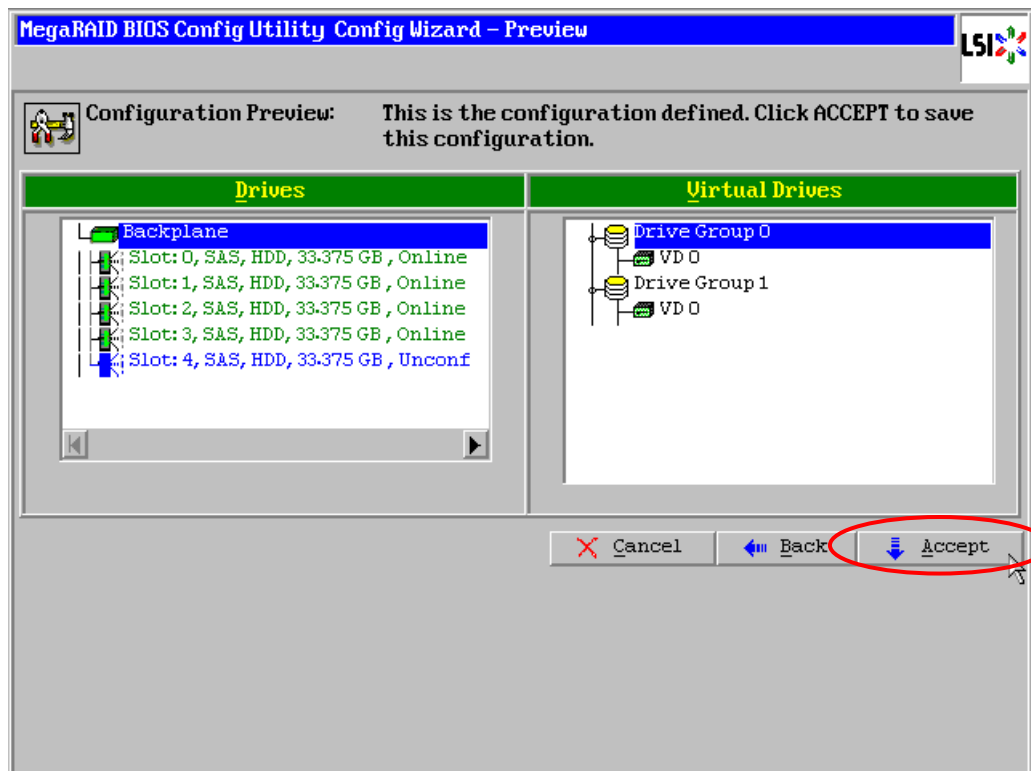 MegaRAID BIOS Config Utility Config Wizard – Preview
LSI
Configuration Preview: This is the configuration defined. Click ACCEPT to save
this configuration.
Drives
Virtual Drives
Backplane
Slot: 0, SAS, HDD, 33.375 GB , Online
Slot: 1, SAS, HDD, 33.375 GB , Online
Slot: 2, SAS, HDD, 33.375 GB , Online
Slot: 3, SAS, HDD, 33.375 GB , Online
Slot: 4, SAS, HDD, 33.375 GB , Unconf
Drive Group 0
VD 0
Drive Group 1
VD 0
Cancel
Back
Accept